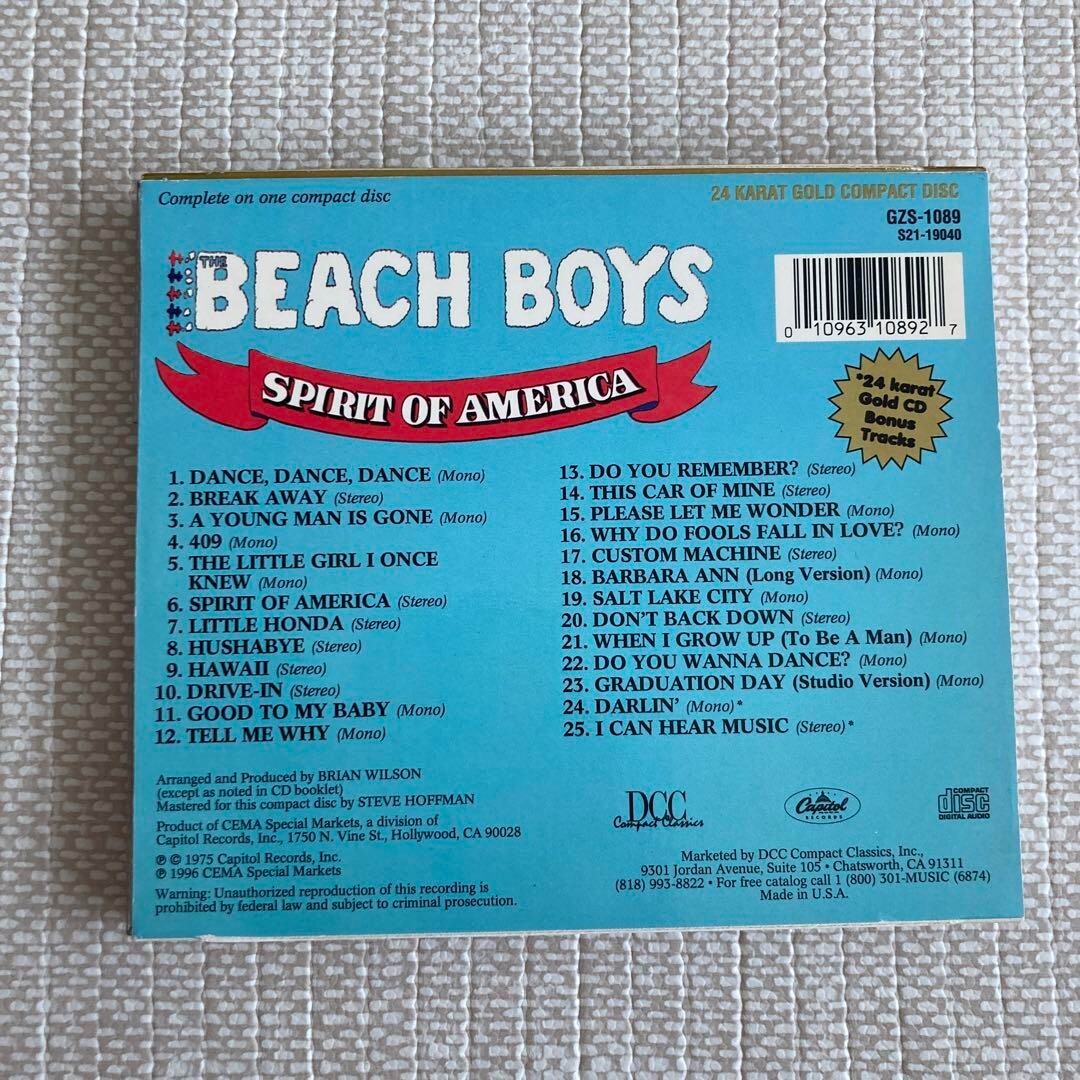 Complete on one compact disc
24 KARAT GOLD COMPACT DISC
GZS-1089
S21-19040
THE
BEACH BOYS
0 10963 10892 7
SPIRIT OF AMERICA
*24 karat
Gold CD
Bonus
Tracks
1. DANCE, DANCE, DANCE (Mono)
2. BREAK AWAY (Stereo)
3. A YOUNG MAN IS GONE (Mono)
4. 409 (Mono)
5. THE LITTLE GIRL I ONCE
KNEW (Mono)
6. SPIRIT OF AMERICA (Stereo)
7. LITTLE HONDA (Stereo)
8. HUSHABYE (Stereo)
9. HAWAII (Stereo)
10. DRIVE-IN (Stereo)
11. GOOD TO MY BABY (Mono)
12. TELL ME WHY (Mono)
13. DO YOU REMEMBER? (Stereo)
14. THIS CAR OF MINE (Stereo)
15. PLEASE LET ME WONDER (Mono)
16. WHY DO FOOLS FALL IN LOVE? (Mono)
17. CUSTOM MACHINE (Stereo)
18. BARBARA ANN (Long Version) (Mono)
19. SALT LAKE CITY (Mono)
20. DON'T BACK DOWN (Stereo)
21. WHEN I GROW UP (To Be A Man) (Mono)
22. DO YOU WANNA DANCE? (Mono)
23. GRADUATION DAY (Studio Version) (Mono)
24. DARLIN' (Mono)*
25. I CAN HEAR MUSIC (Stereo)*
Arranged and Produced by BRIAN WILSON
(except as noted in CD booklet)
Mastered for this compact disc by STEVE HOFFMAN
Product of CEMA Special Markets, a division of
Capitol Records, Inc., 1750 N. Vine St., Hollywood, CA 90028
℗ © 1975 Capitol Records, Inc.
℗ © 1996 CEMA Special Markets
Warning: Unauthorized reproduction of this recording is
prohibited by federal law and subject to criminal prosecution.
DCC
Compact Classics
Capitol
RECORDS
COMPACT
disc
DIGITAL AUDIO
Marketed by DCC Compact Classics, Inc.,
9301 Jordan Avenue, Suite 105 • Chatsworth, CA 91311
(818) 993-8822 • For free catalog call 1 (800) 301-MUSIC (6874)
Made in U.S.A.